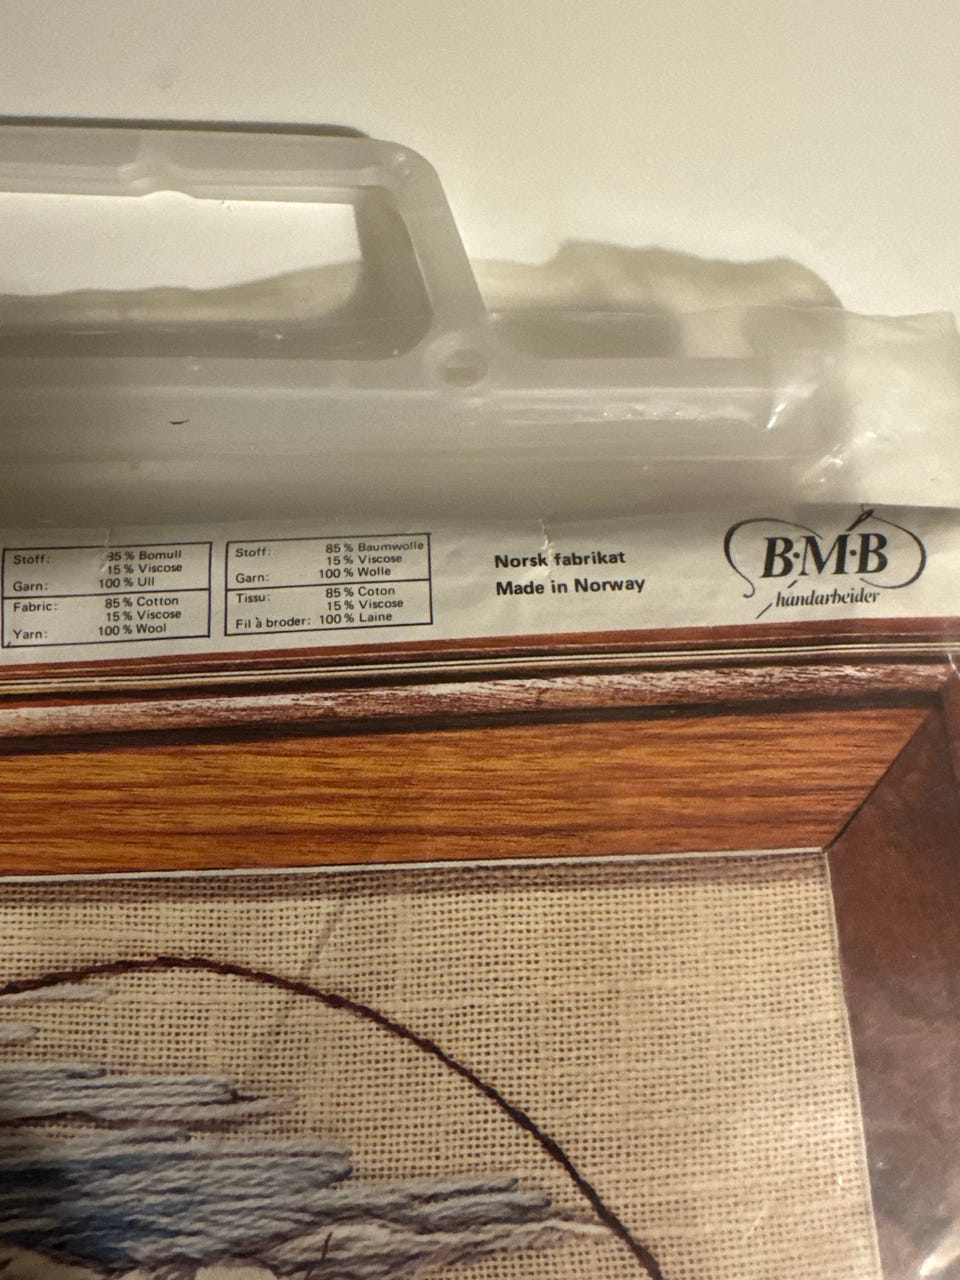 Stoff: 85 % Bomull
15 % Viscose
Garn: 100 % Ull
Fabric: 85 % Cotton
15 % Viscose
Yarn: 100 % Wool
Stoff: 85 % Baumwolle
15 % Viscose
Garn: 100 % Wolle
Tissu: 85 % Coton
15 % Viscose
Fil à broder: 100 % Laine
Norsk fabrikat
Made in Norway
B·M·B
håndarbeider